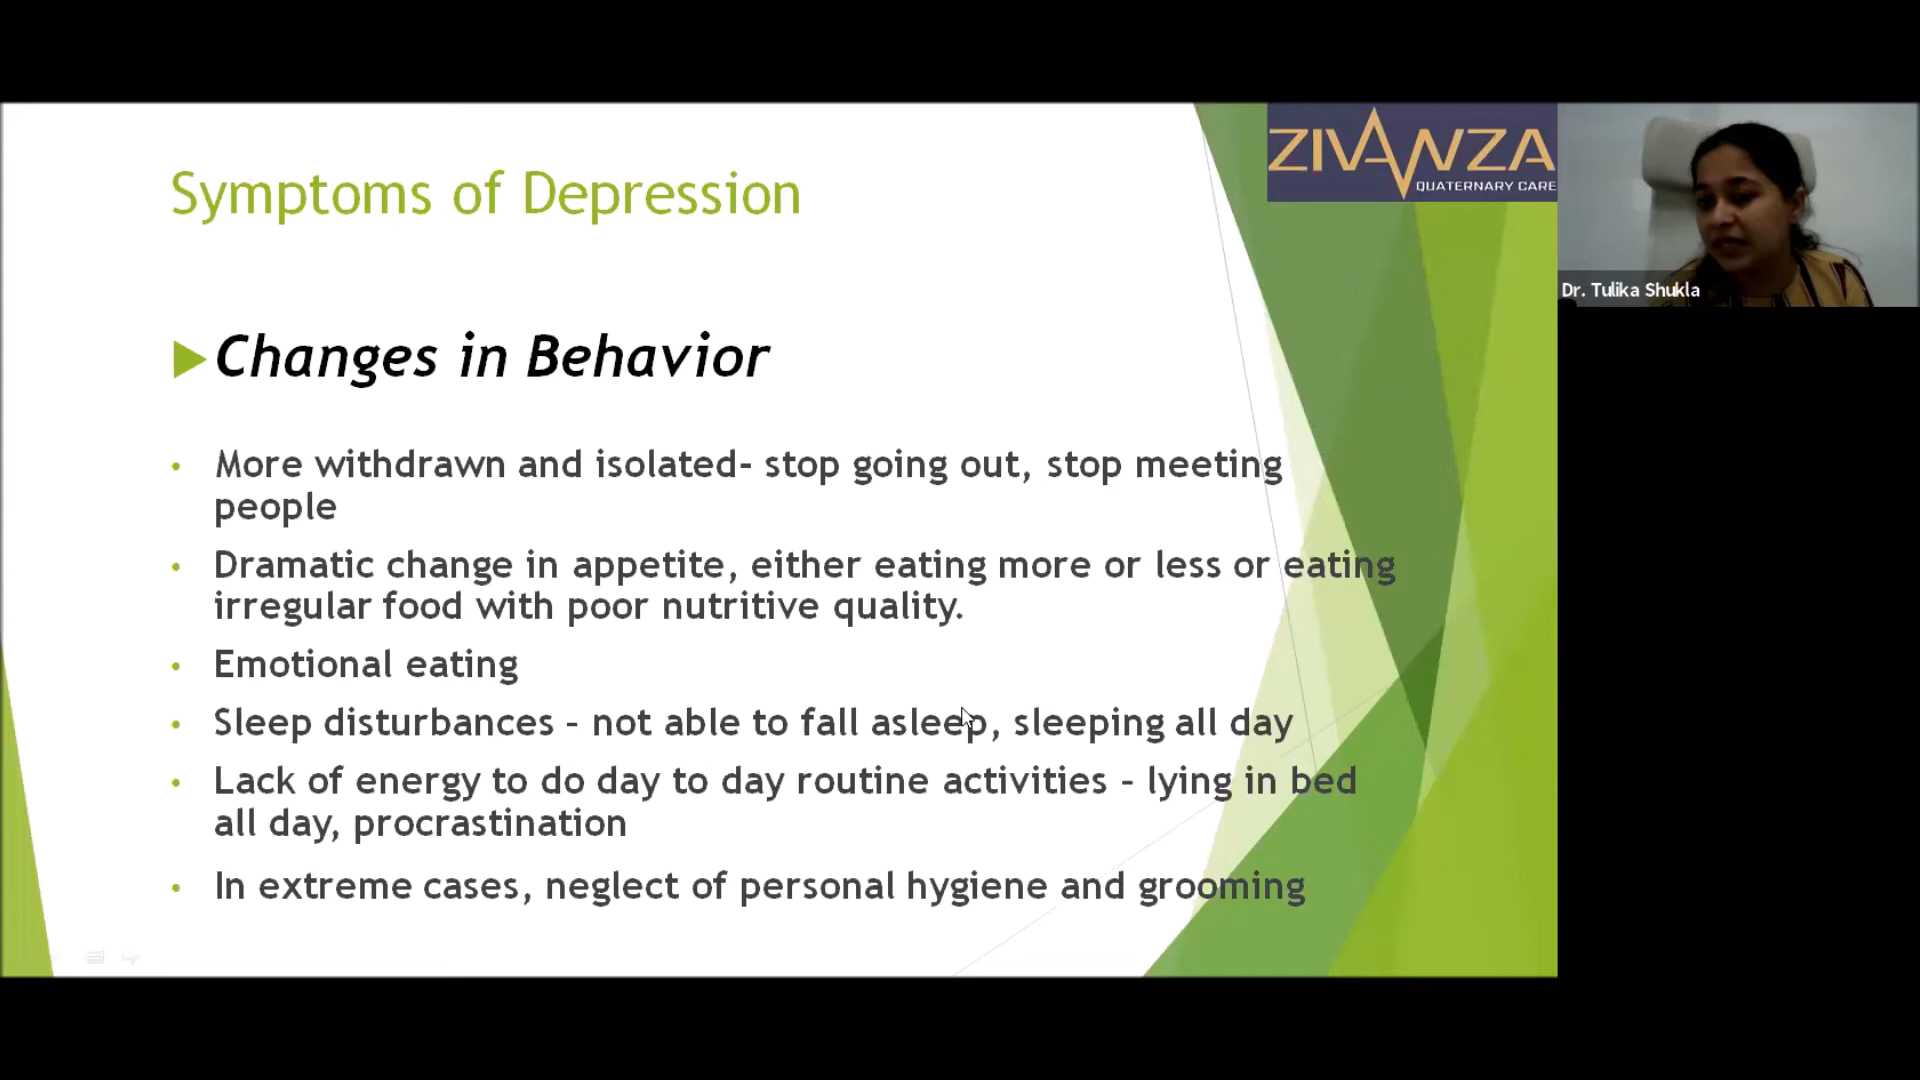 Symptoms of Depression
ZIVANZA
QUATERNARY CARE
Dr. Tulika Shukla
Changes in Behavior
• More withdrawn and isolated- stop going out, stop meeting
people
• Dramatic change in appetite, either eating more or less or eating
irregular food with poor nutritive quality.
• Emotional eating
• Sleep disturbances – not able to fall asleep, sleeping all day
• Lack of energy to do day to day routine activities – lying in bed
all day, procrastination
• In extreme cases, neglect of personal hygiene and grooming